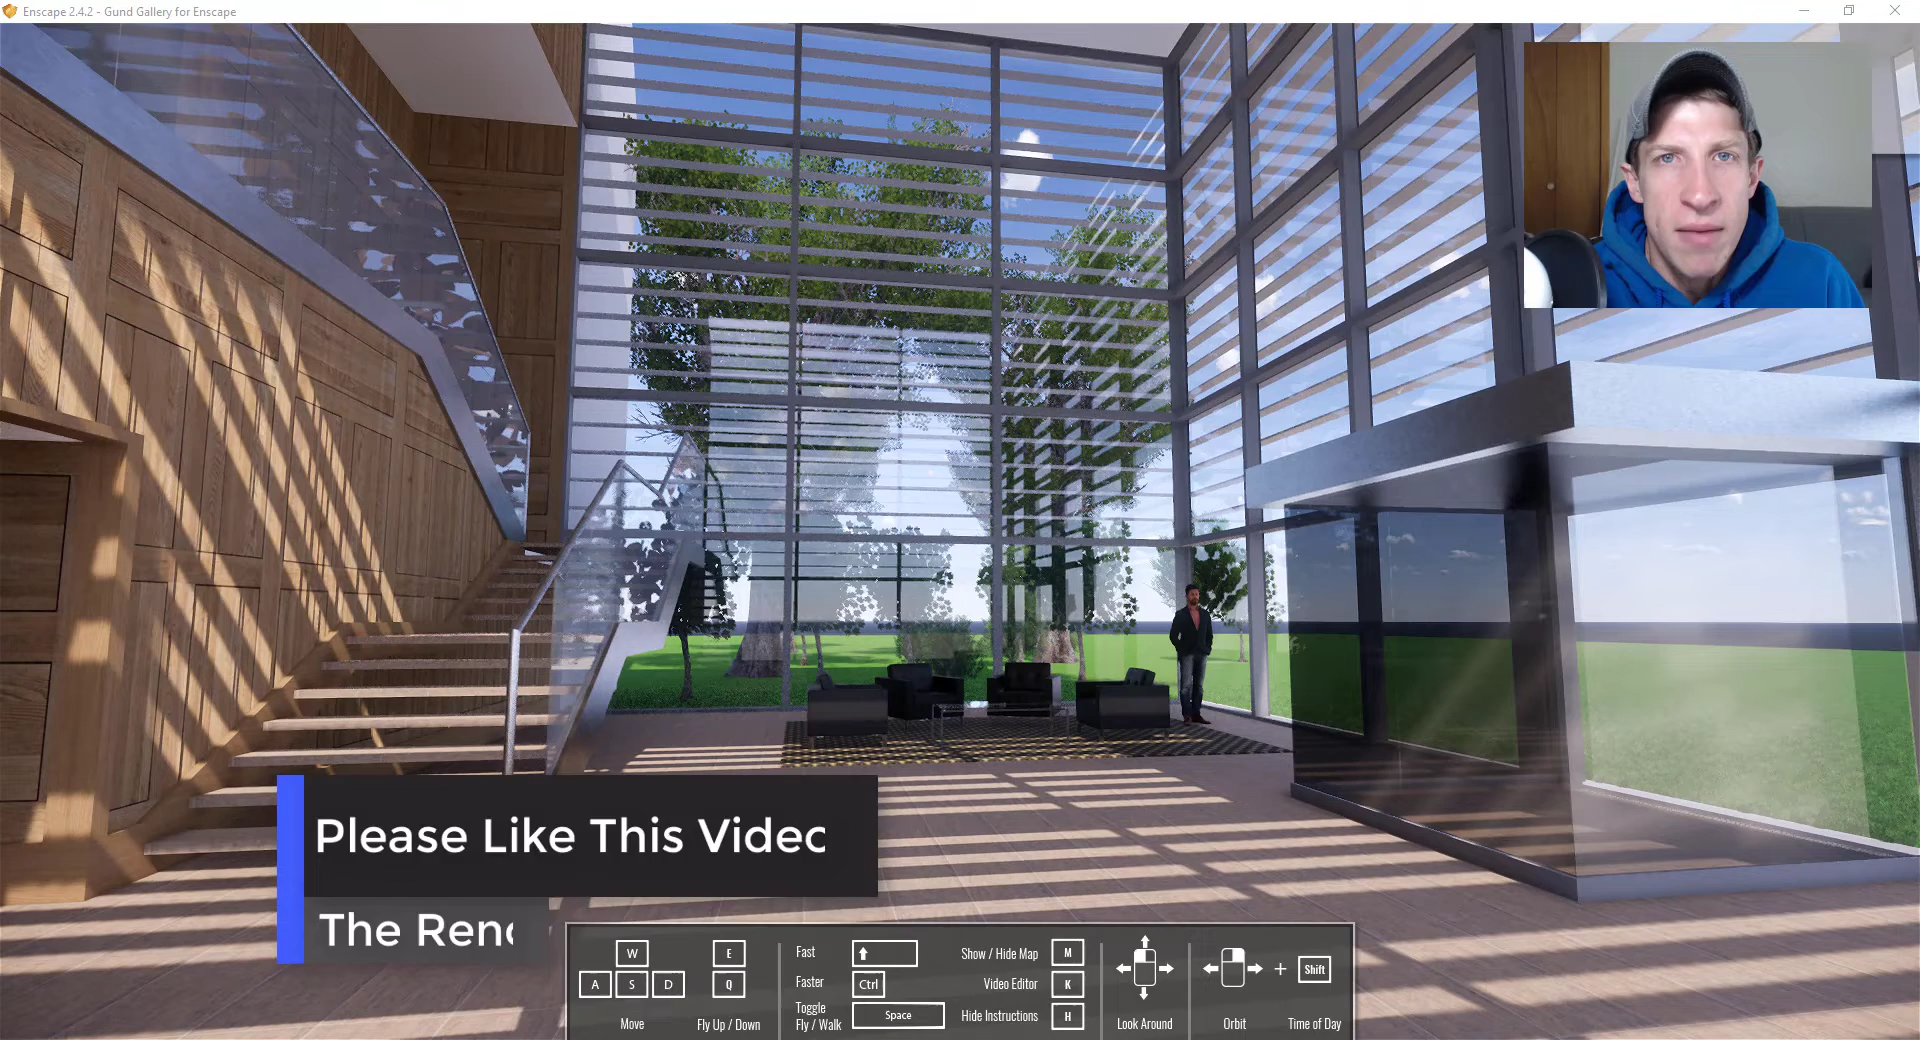 Enscape 2.4.2 - Gund Gallery for Enscape
Please Like This Video
The Ren
W
E
A
S
D
Q
Move
Fly Up / Down
Fast
Faster
Ctrl
Toggle
Fly / Walk
Space
Show / Hide Map
M
Video Editor
K
Hide Instructions
H
Look Around
Orbit
+
Shift
Time of Day